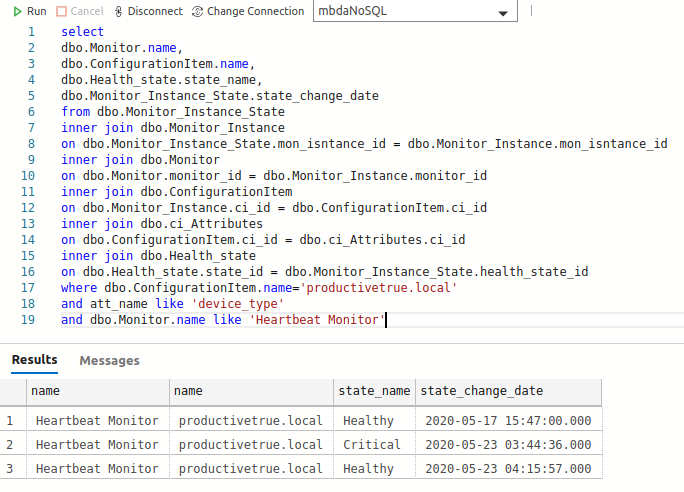 Run Cancel Disconnect Change Connection mbdaNoSQL
1 select
2 dbo.Monitor.name,
3 dbo.ConfigurationItem.name,
4 dbo.Health_state.state_name,
5 dbo.Monitor_Instance_State.state_change_date
6 from dbo.Monitor_Instance_State
7 inner join dbo.Monitor_Instance
8 on dbo.Monitor_Instance_State.mon_isntance_id = dbo.Monitor_Instance.mon_isntance_id
9 inner join dbo.Monitor
10 on dbo.Monitor.monitor_id = dbo.Monitor_Instance.monitor_id
11 inner join dbo.ConfigurationItem
12 on dbo.Monitor_Instance.ci_id = dbo.ConfigurationItem.ci_id
13 inner join dbo.ci_Attributes
14 on dbo.ConfigurationItem.ci_id = dbo.ci_Attributes.ci_id
15 inner join dbo.Health_state
16 on dbo.Health_state.state_id = dbo.Monitor_Instance_State.health_state_id
17 where dbo.ConfigurationItem.name='productivetrue.local'
18 and att_name like 'device_type'
19 and dbo.Monitor.name like 'Heartbeat Monitor'
Results Messages
name name state_name state_change_date
1 Heartbeat Monitor productivetrue.local Healthy 2020-05-17 15:47:00.000
2 Heartbeat Monitor productivetrue.local Critical 2020-05-23 03:44:36.000
3 Heartbeat Monitor productivetrue.local Healthy 2020-05-23 04:15:57.000